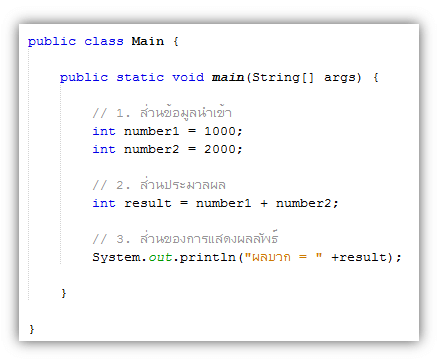 public class Main {
public static void main(String[] args) {
// 1. ส่วนข้อมูลนำเข้า
int number1 = 1000;
int number2 = 2000;
// 2. ส่วนประมวลผล
int result = number1 + number2;
// 3. ส่วนของการแสดงผลลัพธ์
System.out.println("ผลบวก = " +result);
}
}